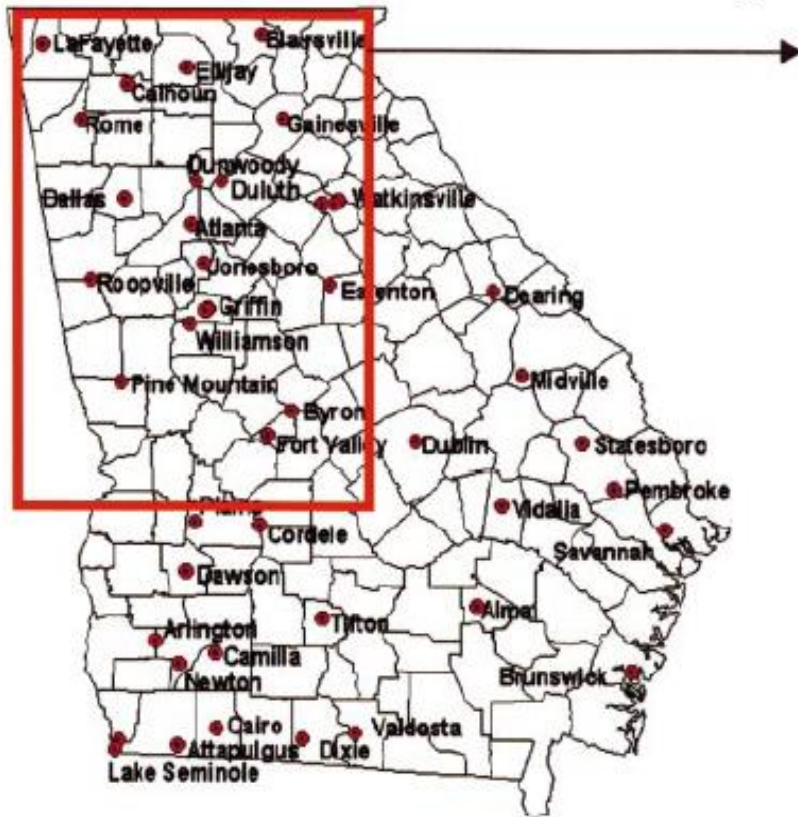 LaFayette
Blairsville
Ellijay
Calhoun
Rome
Gainesville
Dunwoody
Duluth
Dallas
Watkinsville
Atlanta
Jonesboro
Roopville
Eatonton
Dearing
Griffin
Williamson
Pine Mountain
Midville
Byron
Fort Valley
Dublin
Statesboro
Pembroke
Plains
Vidalia
Cordele
Savannah
Dawson
Alma
Tifton
Arlington
Camilla
Newton
Brunswick
Cairo
Valdosta
Attapulgus
Dixie
Lake Seminole